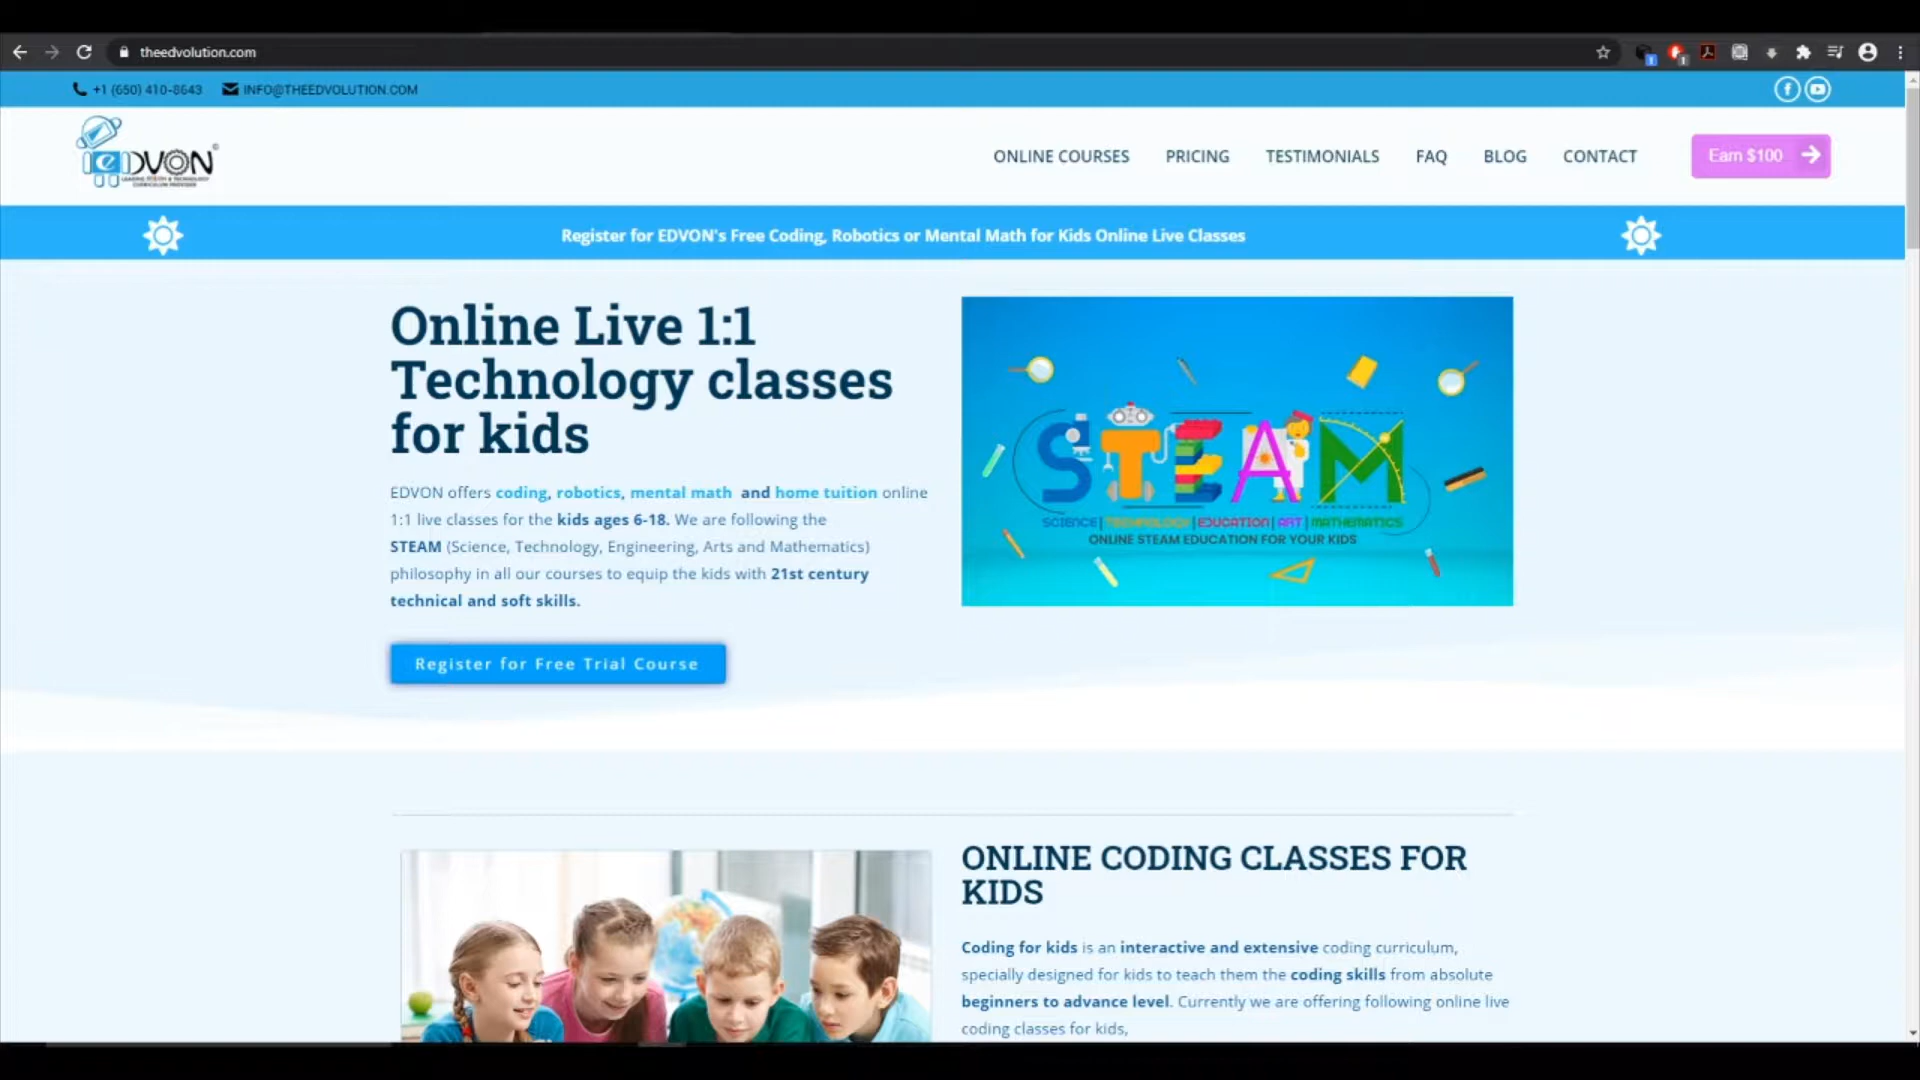 theedvolution.com
+1 (650) 410-8643 INFO@THEEDVOLUTION.COM
eDVON
ONLINE COURSES PRICING TESTIMONIALS FAQ BLOG CONTACT Earn $100
Register for EDVON's Free Coding, Robotics or Mental Math for Kids Online Live Classes
Online Live 1:1
Technology classes
for kids
EDVON offers coding, robotics, mental math and home tuition online
1:1 live classes for the kids ages 6-18. We are following the
STEAM (Science, Technology, Engineering, Arts and Mathematics)
philosophy in all our courses to equip the kids with 21st century
technical and soft skills.
Register for Free Trial Course
STEAM
SCIENCE|TECHNOLOGY|EDUCATION|ART|MATHEMATICS
ONLINE STEAM EDUCATION FOR YOUR KIDS
ONLINE CODING CLASSES FOR
KIDS
Coding for kids is an interactive and extensive coding curriculum,
specially designed for kids to teach them the coding skills from absolute
beginners to advance level. Currently we are offering following online live
coding classes for kids,